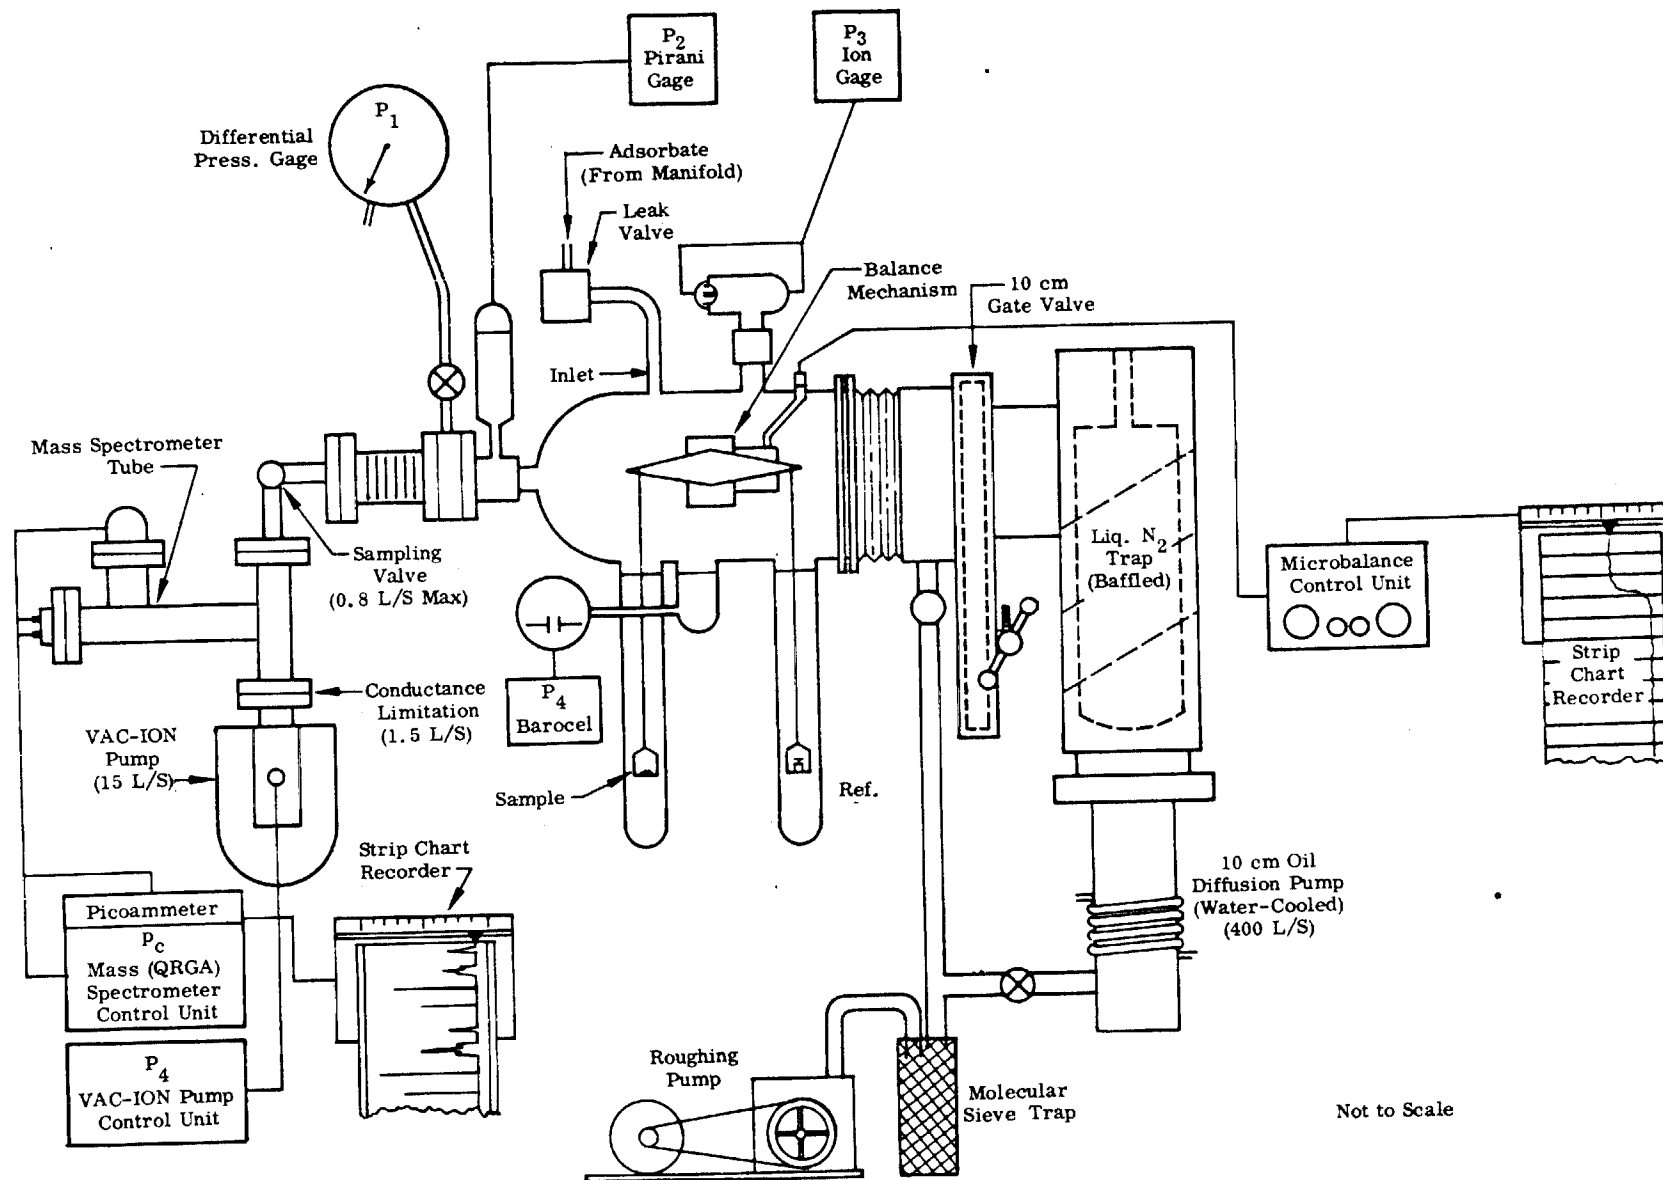 P2
Pirani
Gage
P3
Ion
Gage
P1
Differential
Press. Gage
Adsorbate
(From Manifold)
Leak
Valve
Balance
Mechanism
10 cm
Gate Valve
Inlet
Mass Spectrometer
Tube
Sampling
Valve
(0.8 L/S Max)
Liq. N2
Trap
(Baffled)
Microbalance
Control Unit
Strip
Chart
Recorder
Conductance
Limitation
(1.5 L/S)
P4
Barocel
VAC-ION
Pump
(15 L/S)
Sample
Ref.
Strip Chart
Recorder
10 cm Oil
Diffusion Pump
(Water-Cooled)
(400 L/S)
Picoammeter
Pc
Mass (QRGA)
Spectrometer
Control Unit
P4
VAC-ION Pump
Control Unit
Roughing
Pump
Molecular
Sieve Trap
Not to Scale